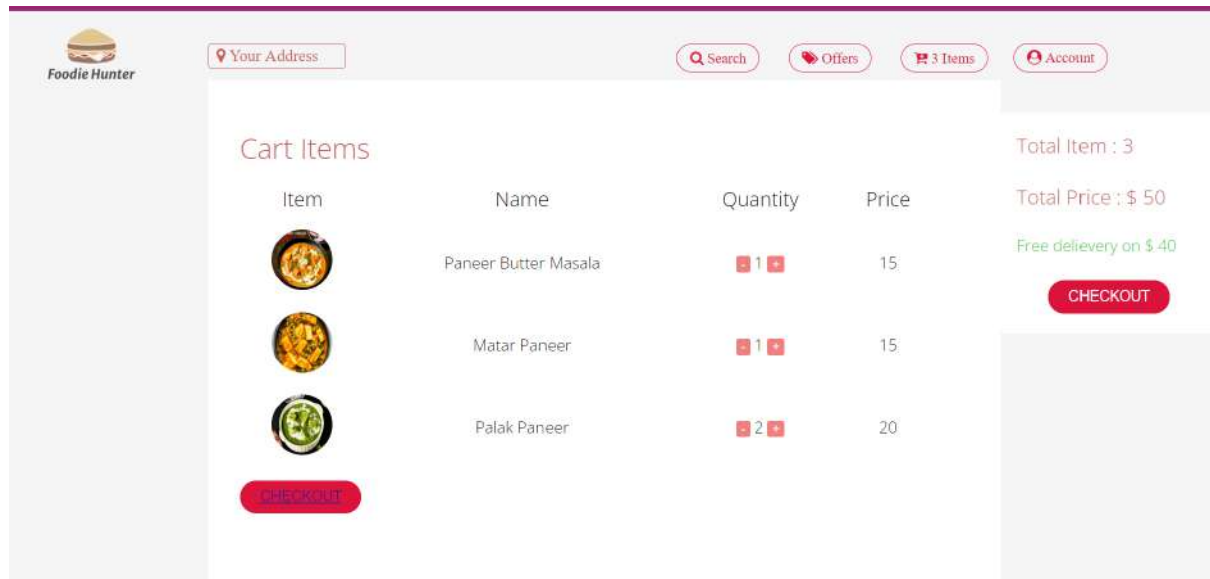 Foodie Hunter
Your Address
Search
Offers
3 Items
Account
Cart Items
Item Name Quantity Price
Paneer Butter Masala - 1 + 15
Matar Paneer - 1 + 15
Palak Paneer - 2 + 20
CHECKOUT
Total Item : 3
Total Price : $ 50
Free delievery on $ 40
CHECKOUT